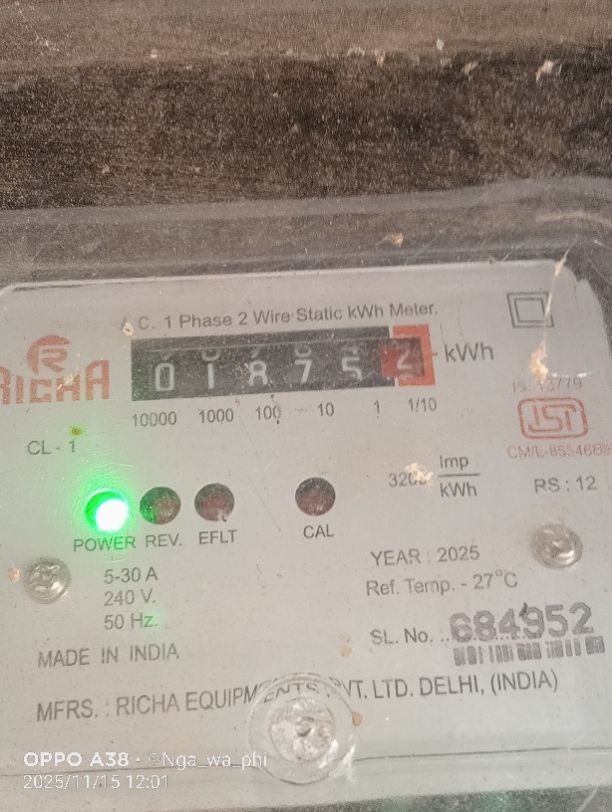 A.C. 1 Phase 2 Wire Static kWh Meter.
RICHA
0 1 8 7 5 2 kWh
10000 1000 100 10 1 1/10
IS. 13779
ISI
CM/L-
CL - 1
3200 Imp/kWh
RS : 12
POWER REV. EFLT CAL
5-30 A
240 V.
50 Hz.
YEAR : 2025
Ref. Temp. - 27°C
SL. No. .. 684952
MADE IN INDIA
MFRS. : RICHA EQUIPMENTS PVT. LTD. DELHI, (INDIA)
OPPO A38 · @Nga_wa_phi
2025/11/15 12:01